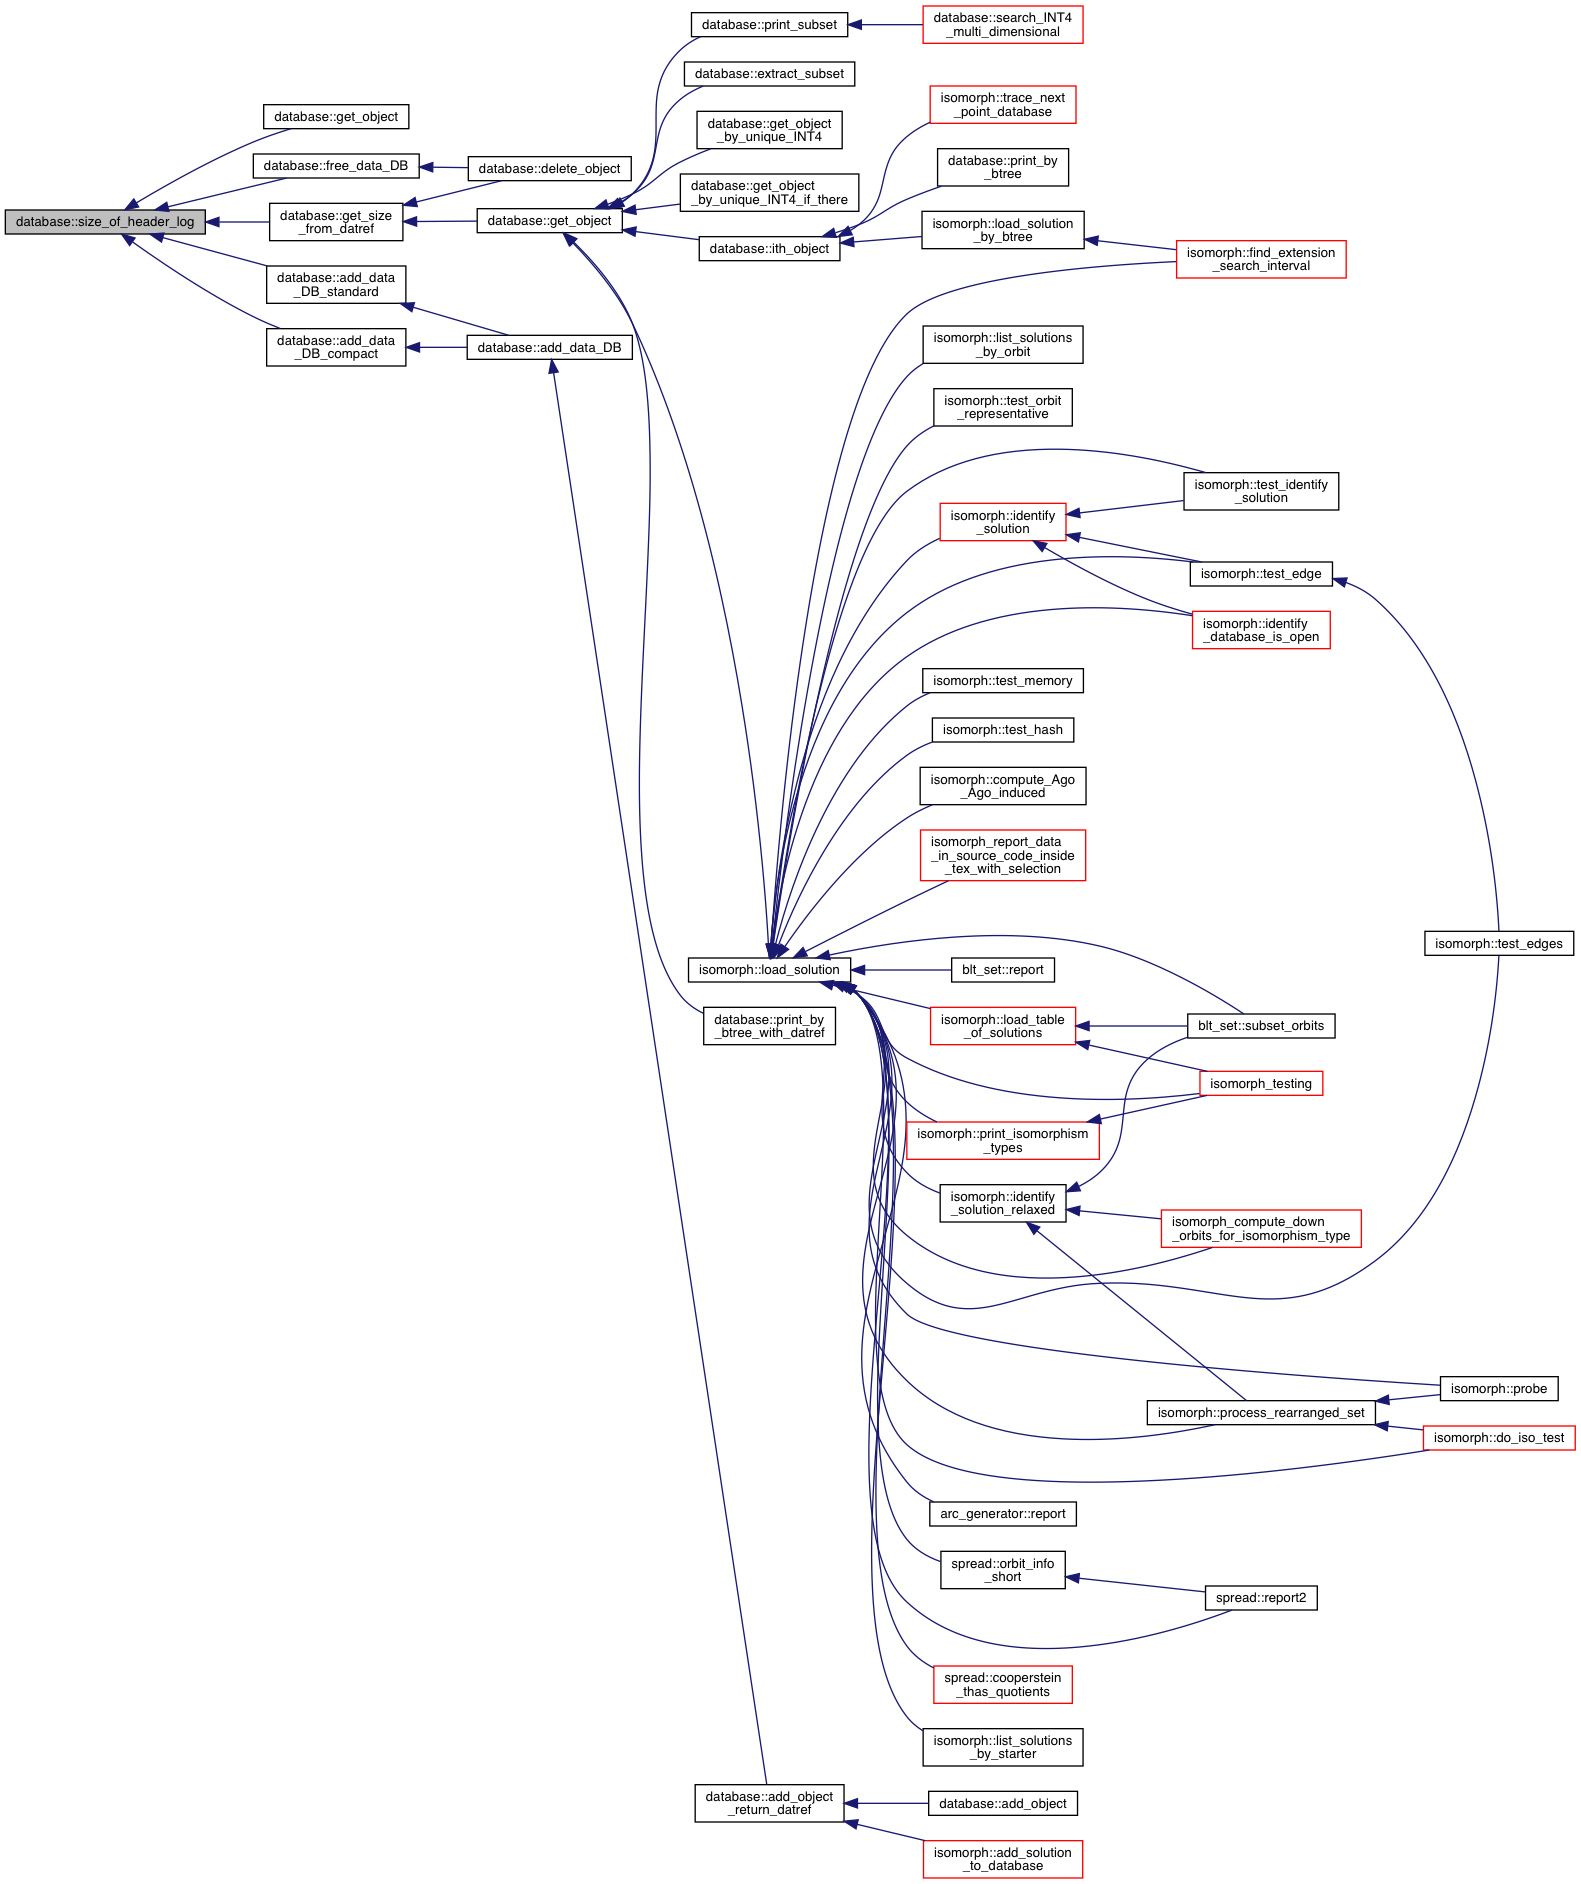 database::size_of_header_log
database::get_object
database::free_data_DB
database::get_size
_from_datref
database::add_data
_DB_standard
database::add_data
_DB_compact
database::delete_object
database::get_object
database::add_data_DB
database::print_subset
database::extract_subset
database::get_object
_by_unique_INT4
database::get_object
_by_unique_INT4_if_there
database::ith_object
isomorph::load_solution
database::print_by
_btree_with_datref
database::add_object
_return_datref
database::search_INT4
_multi_dimensional
isomorph::trace_next
_point_database
database::print_by
_btree
isomorph::load_solution
_by_btree
isomorph::list_solutions
_by_orbit
isomorph::test_orbit
_representative
isomorph::identify
_solution
isomorph::test_memory
isomorph::test_hash
isomorph::compute_Ago
_Ago_induced
isomorph_report_data
_in_source_code_inside
_tex_with_selection
blt_set::report
isomorph::load_table
_of_solutions
isomorph::print_isomorphism
_types
isomorph::identify
_solution_relaxed
arc_generator::report
spread::orbit_info
_short
spread::cooperstein
_thas_quotients
isomorph::list_solutions
_by_starter
database::add_object
isomorph::add_solution
_to_database
isomorph::find_extension
_search_interval
isomorph::test_identify
_solution
isomorph::test_edge
isomorph::identify
_database_is_open
blt_set::subset_orbits
isomorph_testing
isomorph_compute_down
_orbits_for_isomorphism_type
isomorph::process_rearranged_set
spread::report2
isomorph::test_edges
isomorph::probe
isomorph::do_iso_test